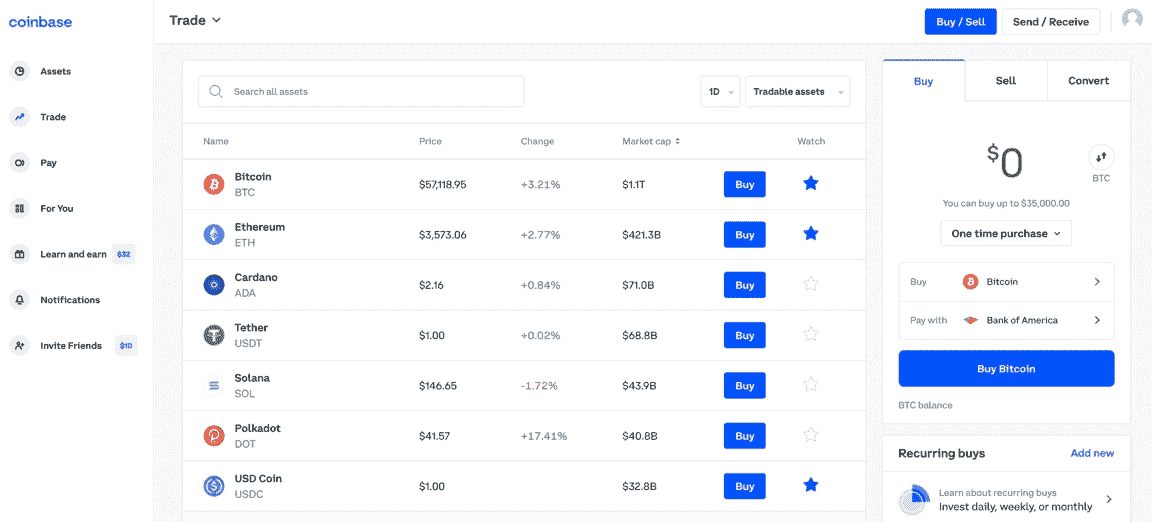 coinbase
Trade
Buy / Sell
Send / Receive
Assets
Trade
Pay
For You
Learn and earn $32
Notifications
Invite Friends $10
Search all assets
1D
Tradable assets
Name Price Change Market cap Watch
Bitcoin
BTC
$57,118.95 +3.21% $1.1T Buy
Ethereum
ETH
$3,573.06 +2.77% $421.3B Buy
Cardano
ADA
$2.16 +0.84% $71.0B Buy
Tether
USDT
$1.00 +0.02% $68.8B Buy
Solana
SOL
$146.65 -1.72% $43.9B Buy
Polkadot
DOT
$41.57 +17.41% $40.8B Buy
USD Coin
USDC
$1.00 $32.8B Buy
Buy Sell Convert
$0
BTC
You can buy up to $35,000.00
One time purchase
Buy Bitcoin
Pay with Bank of America
Buy Bitcoin
BTC balance
Recurring buys Add new
Learn about recurring buys
Invest daily, weekly, or monthly